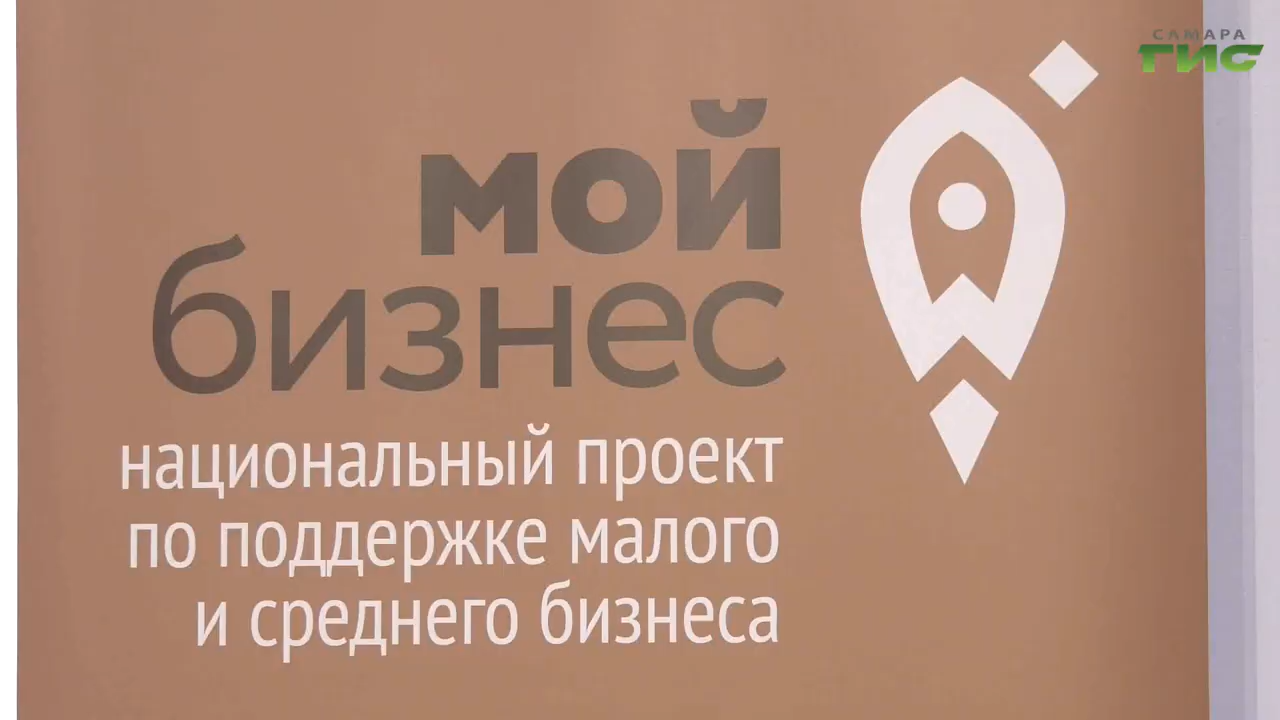 САМАРА
ГИС
мой
бизнес
национальный проект
по поддержке малого
и среднего бизнеса